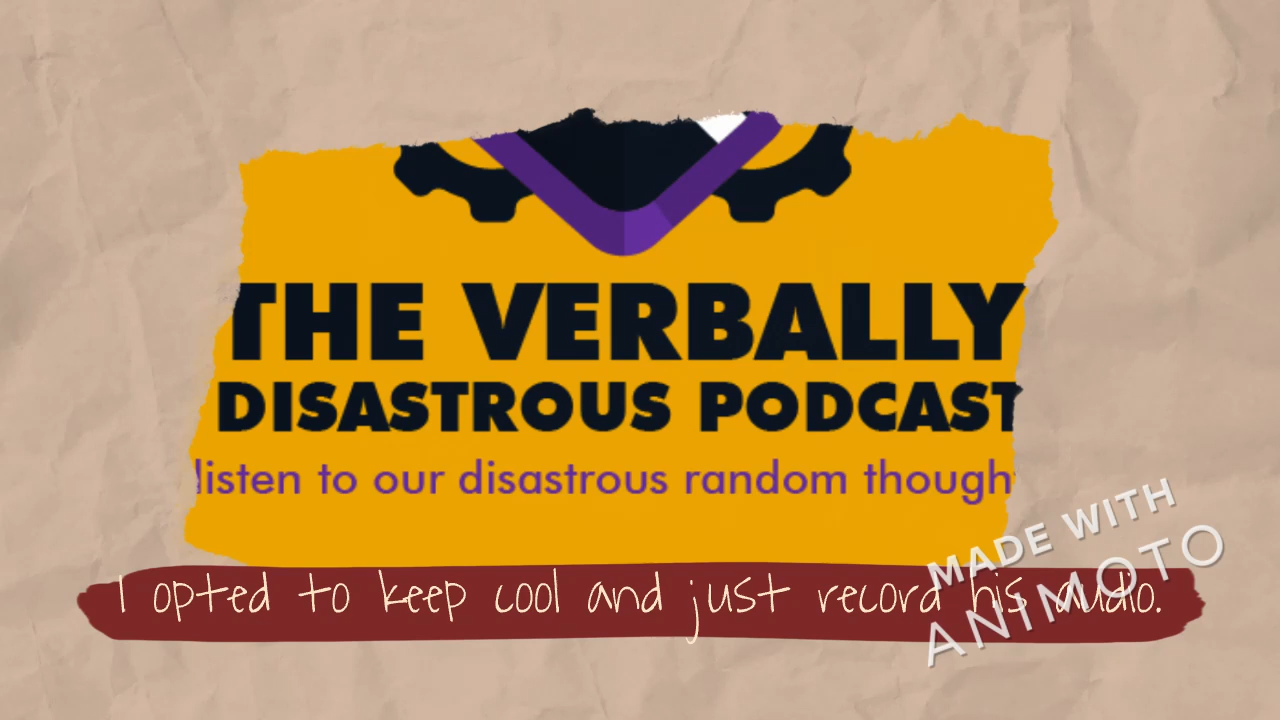 THE VERBALLY
DISASTROUS PODCAST
listen to our disastrous random though
I opted to keep cool and just record his audio.
MADE WITH
ANIMOTO